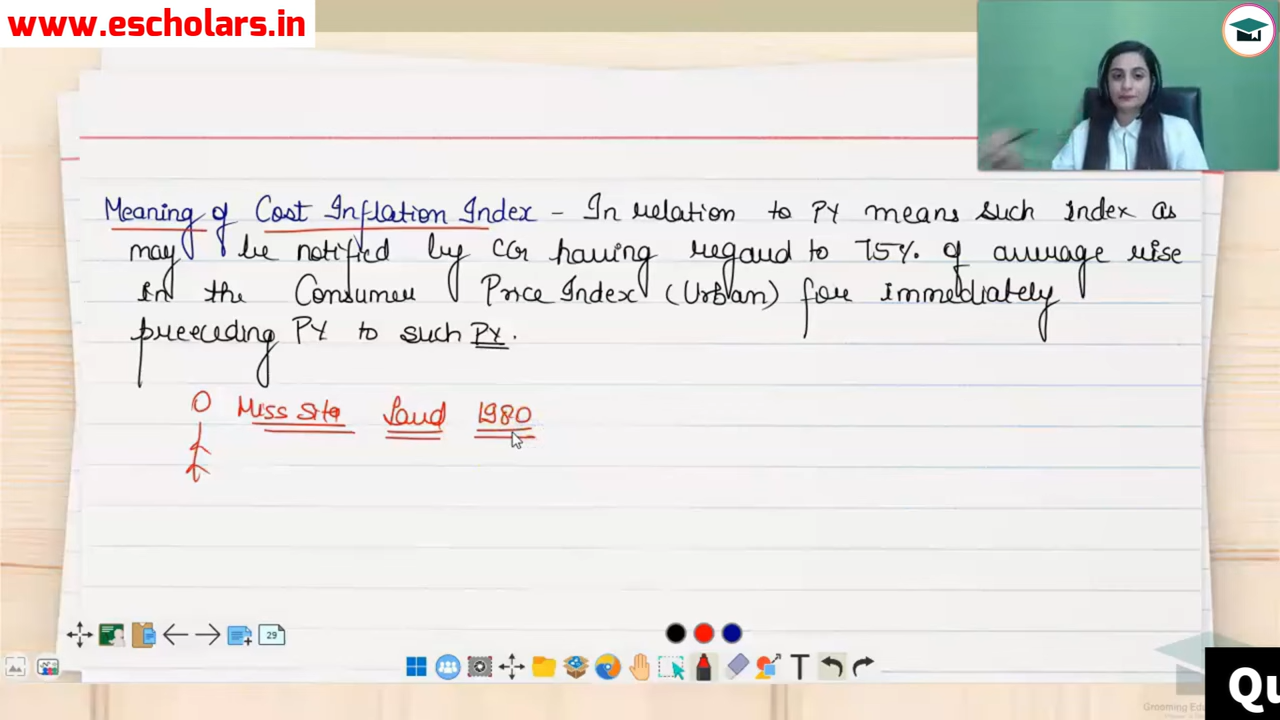 www.escholars.in
Meaning of Cost Inflation Index - In relation to PY means such index as
may be notified by CG having regard to 75% of average rise
in the Consumer Price Index (Urban) for immediately
preeceding PY to such PY.
Miss Sita Land 1980
29
Qu